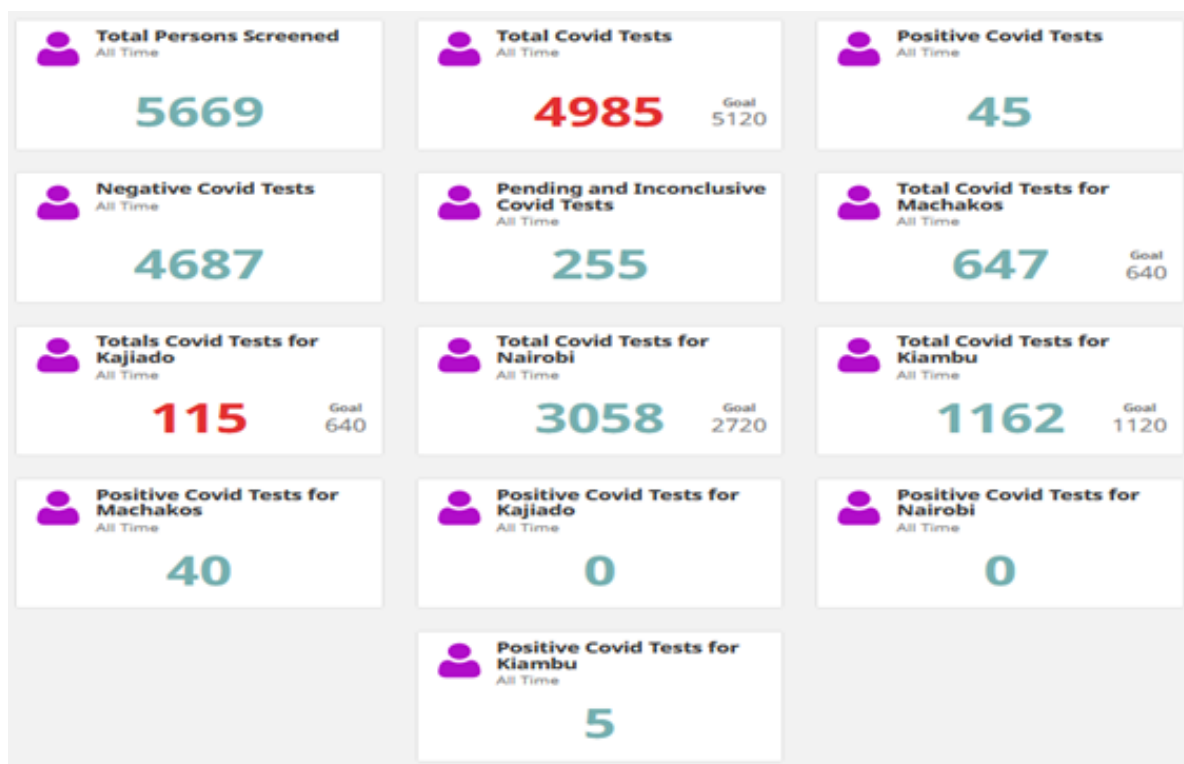 Total Persons Screened
All Time
5669
Total Covid Tests
All Time
4985
Goal
5120
Positive Covid Tests
All Time
45
Negative Covid Tests
All Time
4687
Pending and Inconclusive
Covid Tests
All Time
255
Total Covid Tests for
Machakos
All Time
647
Goal
640
Totals Covid Tests for
Kajiado
All Time
115
Goal
640
Total Covid Tests for
Nairobi
All Time
3058
Goal
2720
Total Covid Tests for
Kiambu
All Time
1162
Goal
1120
Positive Covid Tests for
Machakos
All Time
40
Positive Covid Tests for
Kajiado
All Time
0
Positive Covid Tests for
Nairobi
All Time
0
Positive Covid Tests for
Kiambu
All Time
5